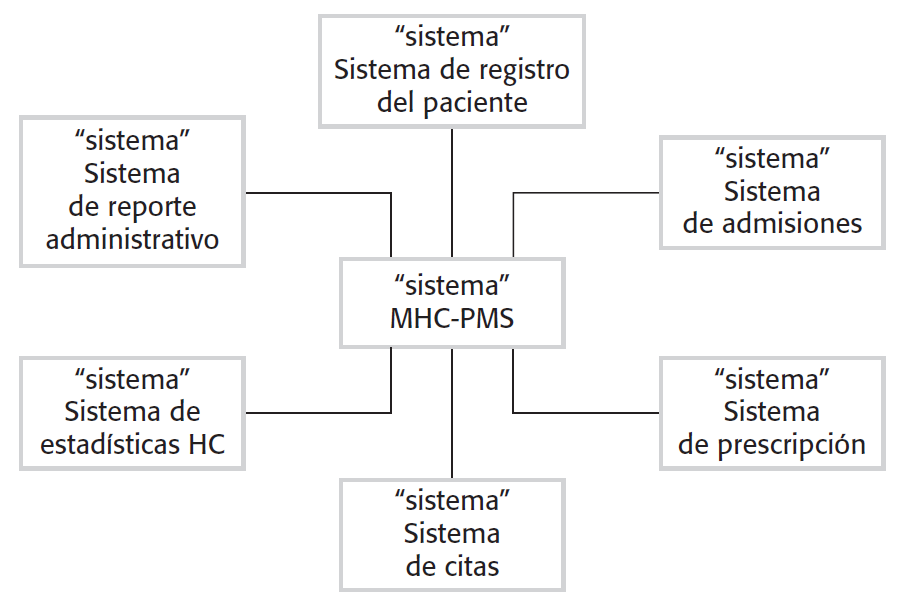 “sistema”
Sistema de registro
del paciente
“sistema”
Sistema
de reporte
administrativo
“sistema”
Sistema
de admisiones
“sistema”
MHC-PMS
“sistema”
Sistema de
estadísticas HC
“sistema”
Sistema
de prescripción
“sistema”
Sistema
de citas